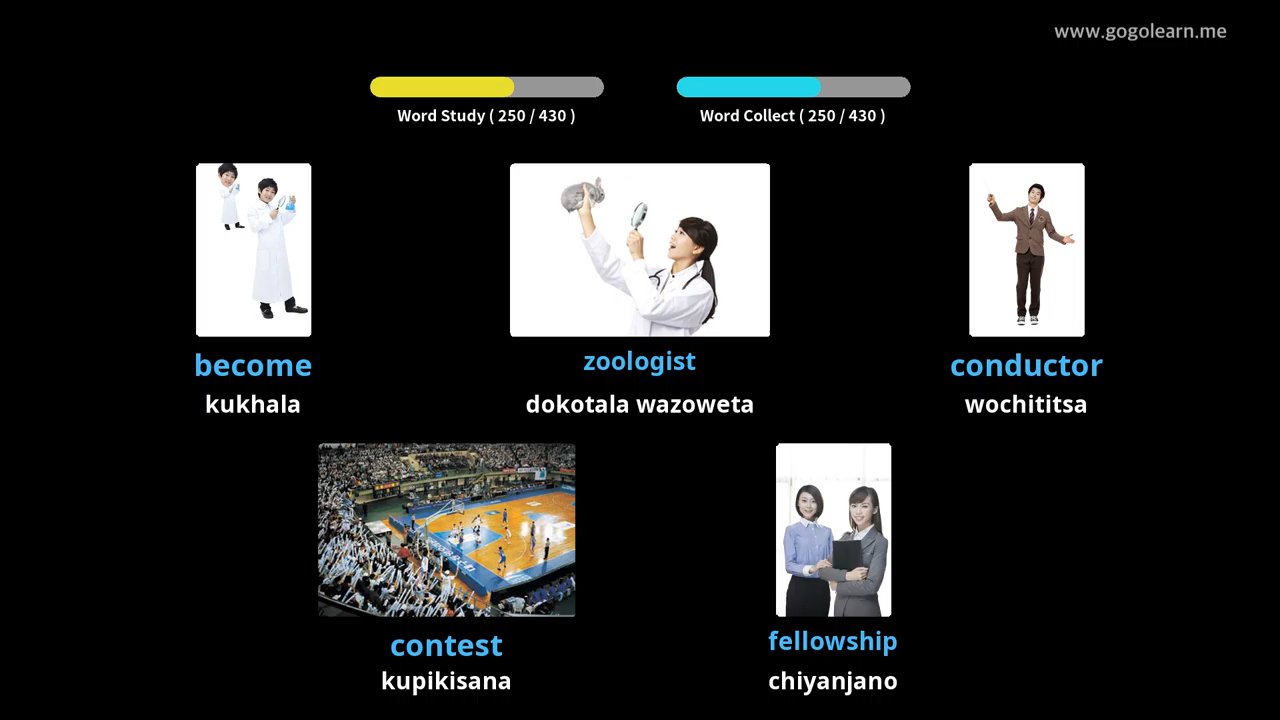 www.gogolearn.me
Word Study ( 250 / 430 )
Word Collect ( 250 / 430 )
become
kukhala
zoologist
dokotala wazoweta
conductor
wochititsa
contest
kupikisana
fellowship
chiyanjano